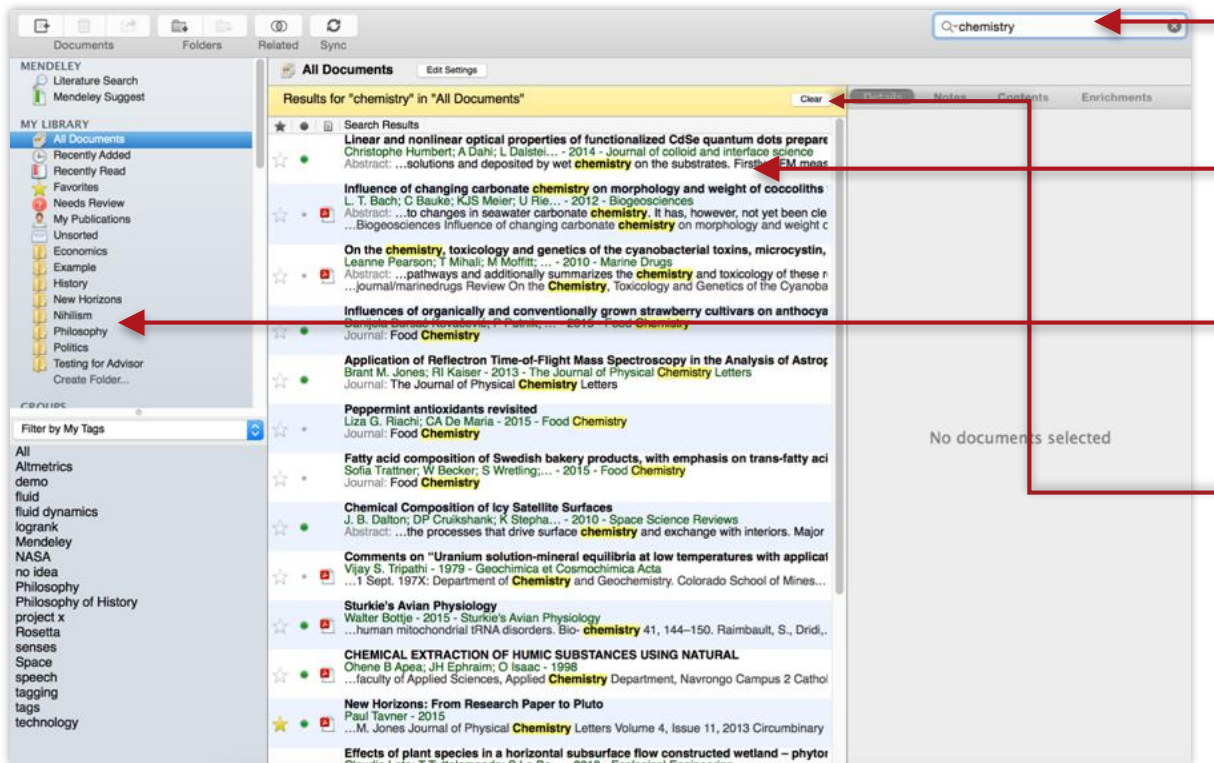 chemistry
Documents
Folders
Related
Sync
MENDELEY
Literature Search
Mendeley Suggest
MY LIBRARY
All Documents
Recently Added
Recently Read
Favorites
Needs Review
My Publications
Unsorted
Economics
Example
History
New Horizons
Nihilism
Philosophy
Politics
Testing for Advisor
Create Folder...
GROUPS
Filter by My Tags
All
Altmetrics
demo
fluid
fluid dynamics
logrank
Mendeley
NASA
no idea
Philosophy
Philosophy of History
project x
Rosetta
senses
Space
speech
tagging
tags
technology
All Documents Edit Settings
Results for "chemistry" in "All Documents" Clear
Search Results
Linear and nonlinear optical properties of functionalized CdSe quantum dots prepare
Christophe Humbert; A Dahi; L Dalstei... - 2014 - Journal of colloid and interface science
Abstract: ...solutions and deposited by wet chemistry on the substrates. Firstly, FM meas
Influence of changing carbonate chemistry on morphology and weight of coccoliths
L. T. Bach; C Bauke; KJS Meier; U Rie... - 2012 - Biogeosciences
Abstract: ...to changes in seawater carbonate chemistry. It has, however, not yet been cle
...Biogeosciences Influence of changing carbonate chemistry on morphology and weight c
On the chemistry, toxicology and genetics of the cyanobacterial toxins, microcystin,
Leanne Pearson; T Mihali; M Moffitt; ... - 2010 - Marine Drugs
Abstract: ...pathways and additionally summarizes the chemistry and toxicology of these r
...journal/marinedrugs Review On the Chemistry, Toxicology and Genetics of the Cyanoba
Influences of organically and conventionally grown strawberry cultivars on anthocya
2015 - Food Chemistry
Journal: Food Chemistry
Application of Reflectron Time-of-Flight Mass Spectroscopy in the Analysis of Astrop
Brant M. Jones; RI Kaiser - 2013 - The Journal of Physical Chemistry Letters
Journal: The Journal of Physical Chemistry Letters
Peppermint antioxidants revisited
Liza G. Riachi; CA De Maria - 2015 - Food Chemistry
Journal: Food Chemistry
Fatty acid composition of Swedish bakery products, with emphasis on trans-fatty aci
Sofia Trattner; W Becker; S Wretling;... - 2015 - Food Chemistry
Journal: Food Chemistry
Chemical Composition of Icy Satellite Surfaces
J. B. Dalton; DP Cruikshank; K Stepha... - 2010 - Space Science Reviews
Abstract: ...the processes that drive surface chemistry and exchange with interiors. Major
Comments on "Uranium solution-mineral equilibria at low temperatures with applicat
Vijay S. Tripathi - 1979 - Geochimica et Cosmochimica Acta
...1 Sept. 197X: Department of Chemistry and Geochemistry. Colorado School of Mines...
Sturkie's Avian Physiology
Walter Bottje - 2015 - Sturkie's Avian Physiology
...human mitochondrial tRNA disorders. Bio- chemistry 41, 144–150. Raimbault, S., Dridi,.
CHEMICAL EXTRACTION OF HUMIC SUBSTANCES USING NATURAL
Ohene B Apea; JH Ephraim; O Isaac - 1998
...faculty of Applied Sciences, Applied Chemistry Department, Navrongo Campus 2 Cathol
New Horizons: From Research Paper to Pluto
Paul Tavner - 2015
...M. Jones Journal of Physical Chemistry Letters Volume 4, Issue 11, 2013 Circumbinary
Effects of plant species in a horizontal subsurface flow constructed wetland – phytor
Details
Notes
Contents
Enrichments
No documents selected